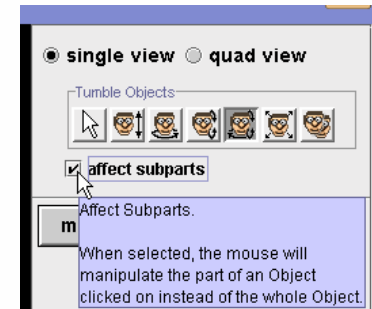 single view quad view
Tumble Objects
affect subparts
m
Affect Subparts.
When selected, the mouse will
manipulate the part of an Object
clicked on instead of the whole Object.